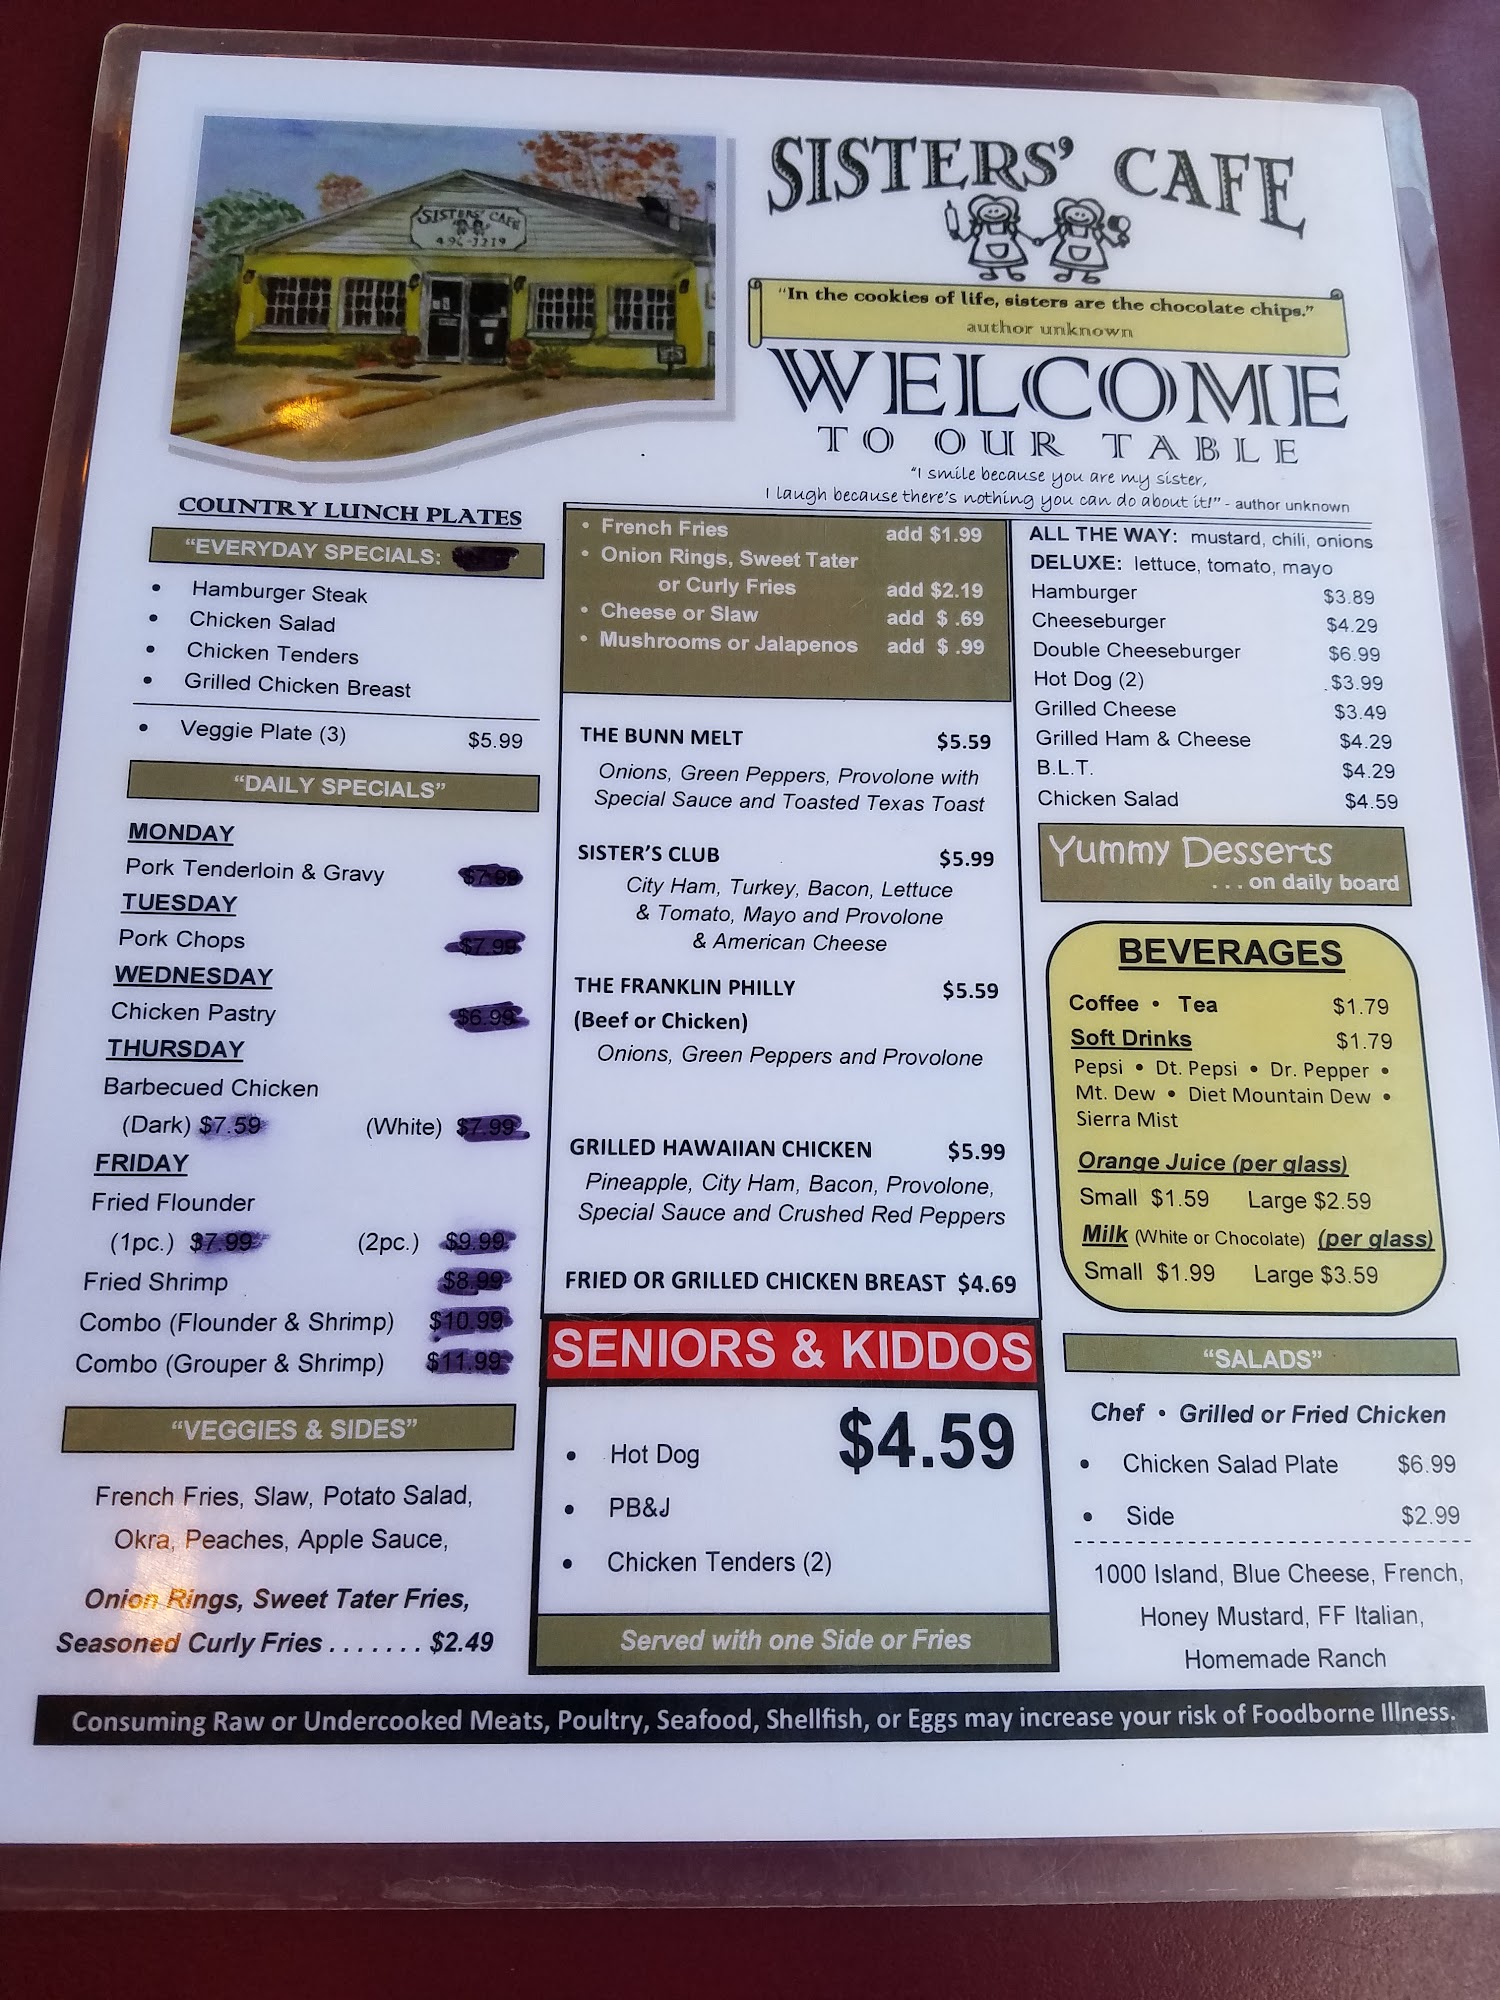 SISTERS' CAFE
496-3219
SISTERS' CAFE
"In the cookies of life, sisters are the chocolate chips."
author unknown
WELCOME
TO OUR TABLE
"I smile because you are my sister,
I laugh because there's nothing you can do about it!" - author unknown
COUNTRY LUNCH PLATES
"EVERYDAY SPECIALS:
• Hamburger Steak
• Chicken Salad
• Chicken Tenders
• Grilled Chicken Breast
• Veggie Plate (3) $5.99
"DAILY SPECIALS"
MONDAY
Pork Tenderloin & Gravy $7.99
TUESDAY
Pork Chops $7.99
WEDNESDAY
Chicken Pastry $6.99
THURSDAY
Barbecued Chicken
(Dark) $7.59 (White) $7.99
FRIDAY
Fried Flounder
(1pc.) $7.99 (2pc.) $9.99
Fried Shrimp $8.99
Combo (Flounder & Shrimp) $10.99
Combo (Grouper & Shrimp) $11.99
"VEGGIES & SIDES"
French Fries, Slaw, Potato Salad,
Okra, Peaches, Apple Sauce,
Onion Rings, Sweet Tater Fries,
Seasoned Curly Fries . . . . . . . $2.49
• French Fries add $1.99
• Onion Rings, Sweet Tater
or Curly Fries add $2.19
• Cheese or Slaw add $ .69
• Mushrooms or Jalapenos add $ .99
THE BUNN MELT $5.59
Onions, Green Peppers, Provolone with
Special Sauce and Toasted Texas Toast
SISTER'S CLUB $5.99
City Ham, Turkey, Bacon, Lettuce
& Tomato, Mayo and Provolone
& American Cheese
THE FRANKLIN PHILLY $5.59
(Beef or Chicken)
Onions, Green Peppers and Provolone
GRILLED HAWAIIAN CHICKEN $5.99
Pineapple, City Ham, Bacon, Provolone,
Special Sauce and Crushed Red Peppers
FRIED OR GRILLED CHICKEN BREAST $4.69
SENIORS & KIDDOS
$4.59
• Hot Dog
• PB&J
• Chicken Tenders (2)
Served with one Side or Fries
ALL THE WAY: mustard, chili, onions
DELUXE: lettuce, tomato, mayo
Hamburger $3.89
Cheeseburger $4.29
Double Cheeseburger $6.99
Hot Dog (2) $3.99
Grilled Cheese $3.49
Grilled Ham & Cheese $4.29
B.L.T. $4.29
Chicken Salad $4.59
Yummy Desserts
. . . on daily board
BEVERAGES
Coffee • Tea $1.79
Soft Drinks $1.79
Pepsi • Dt. Pepsi • Dr. Pepper •
Mt. Dew • Diet Mountain Dew •
Sierra Mist
Orange Juice (per glass)
Small $1.59 Large $2.59
Milk (White or Chocolate) (per glass)
Small $1.99 Large $3.59
"SALADS"
Chef • Grilled or Fried Chicken
• Chicken Salad Plate $6.99
• Side $2.99
1000 Island, Blue Cheese, French,
Honey Mustard, FF Italian,
Homemade Ranch
Consuming Raw or Undercooked Meats, Poultry, Seafood, Shellfish, or Eggs may increase your risk of Foodborne Illness.